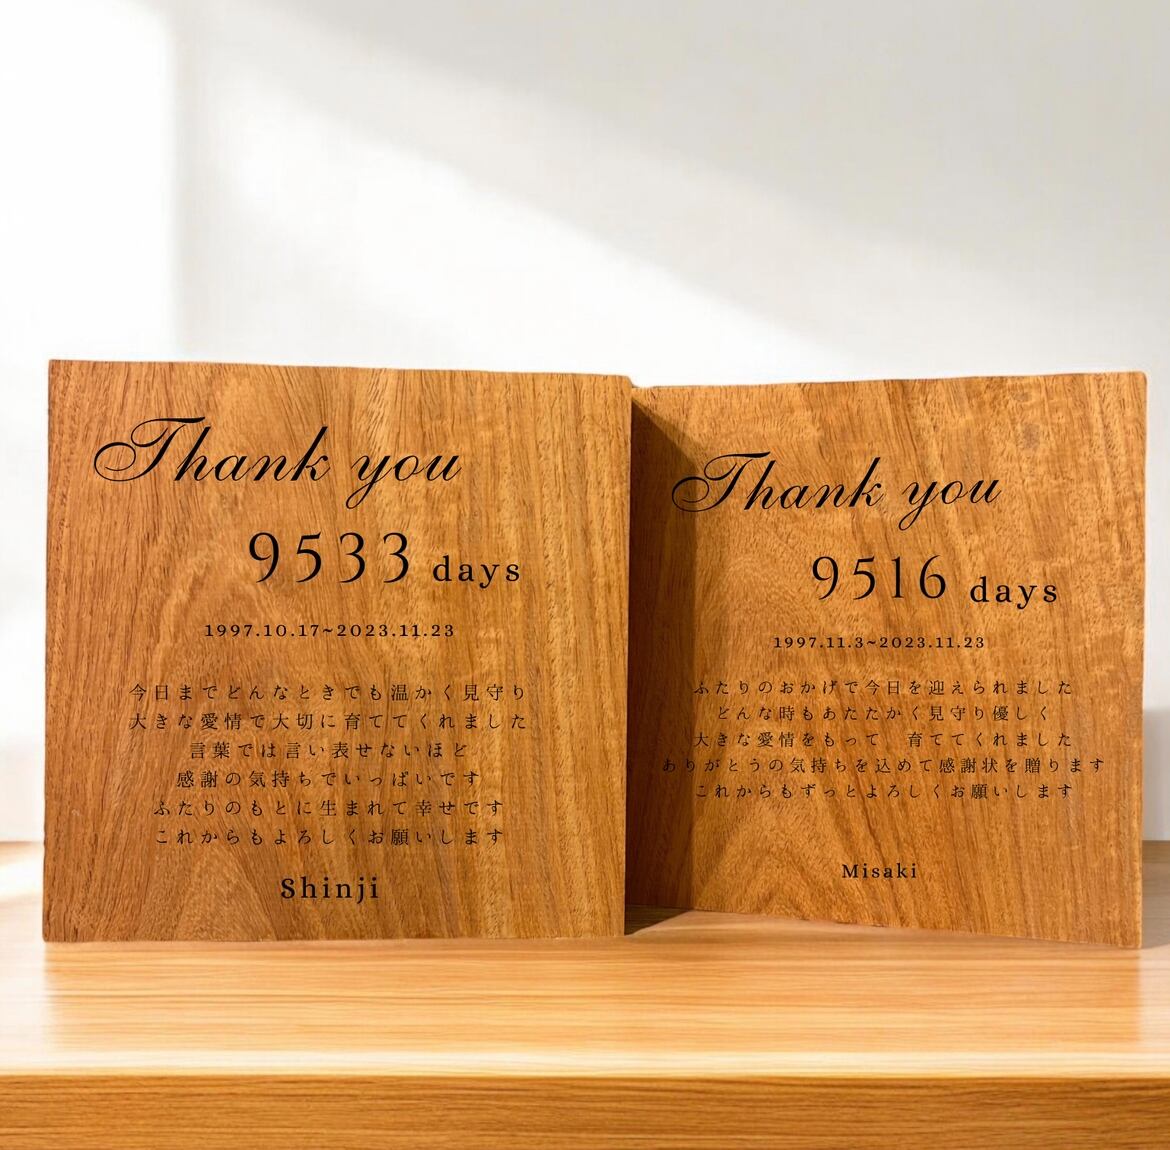 Thank you
9533 days
1997.10.17~2023.11.23
今日までどんなときでも温かく見守り
大きな愛情で大切に育ててくれました
言葉では言い表せないほど
感謝の気持ちでいっぱいです
ふたりのもとに生まれて幸せです
これからもよろしくお願いします
Shinji
Thank you
9516 days
1997.11.3~2023.11.23
ふたりのおかげで今日を迎えられました
どんな時もあたたかく見守り優しく
大きな愛情をもって　育ててくれました
ありがとうの気持ちを込めて感謝状を贈ります
これからもずっとよろしくお願いします
Misaki